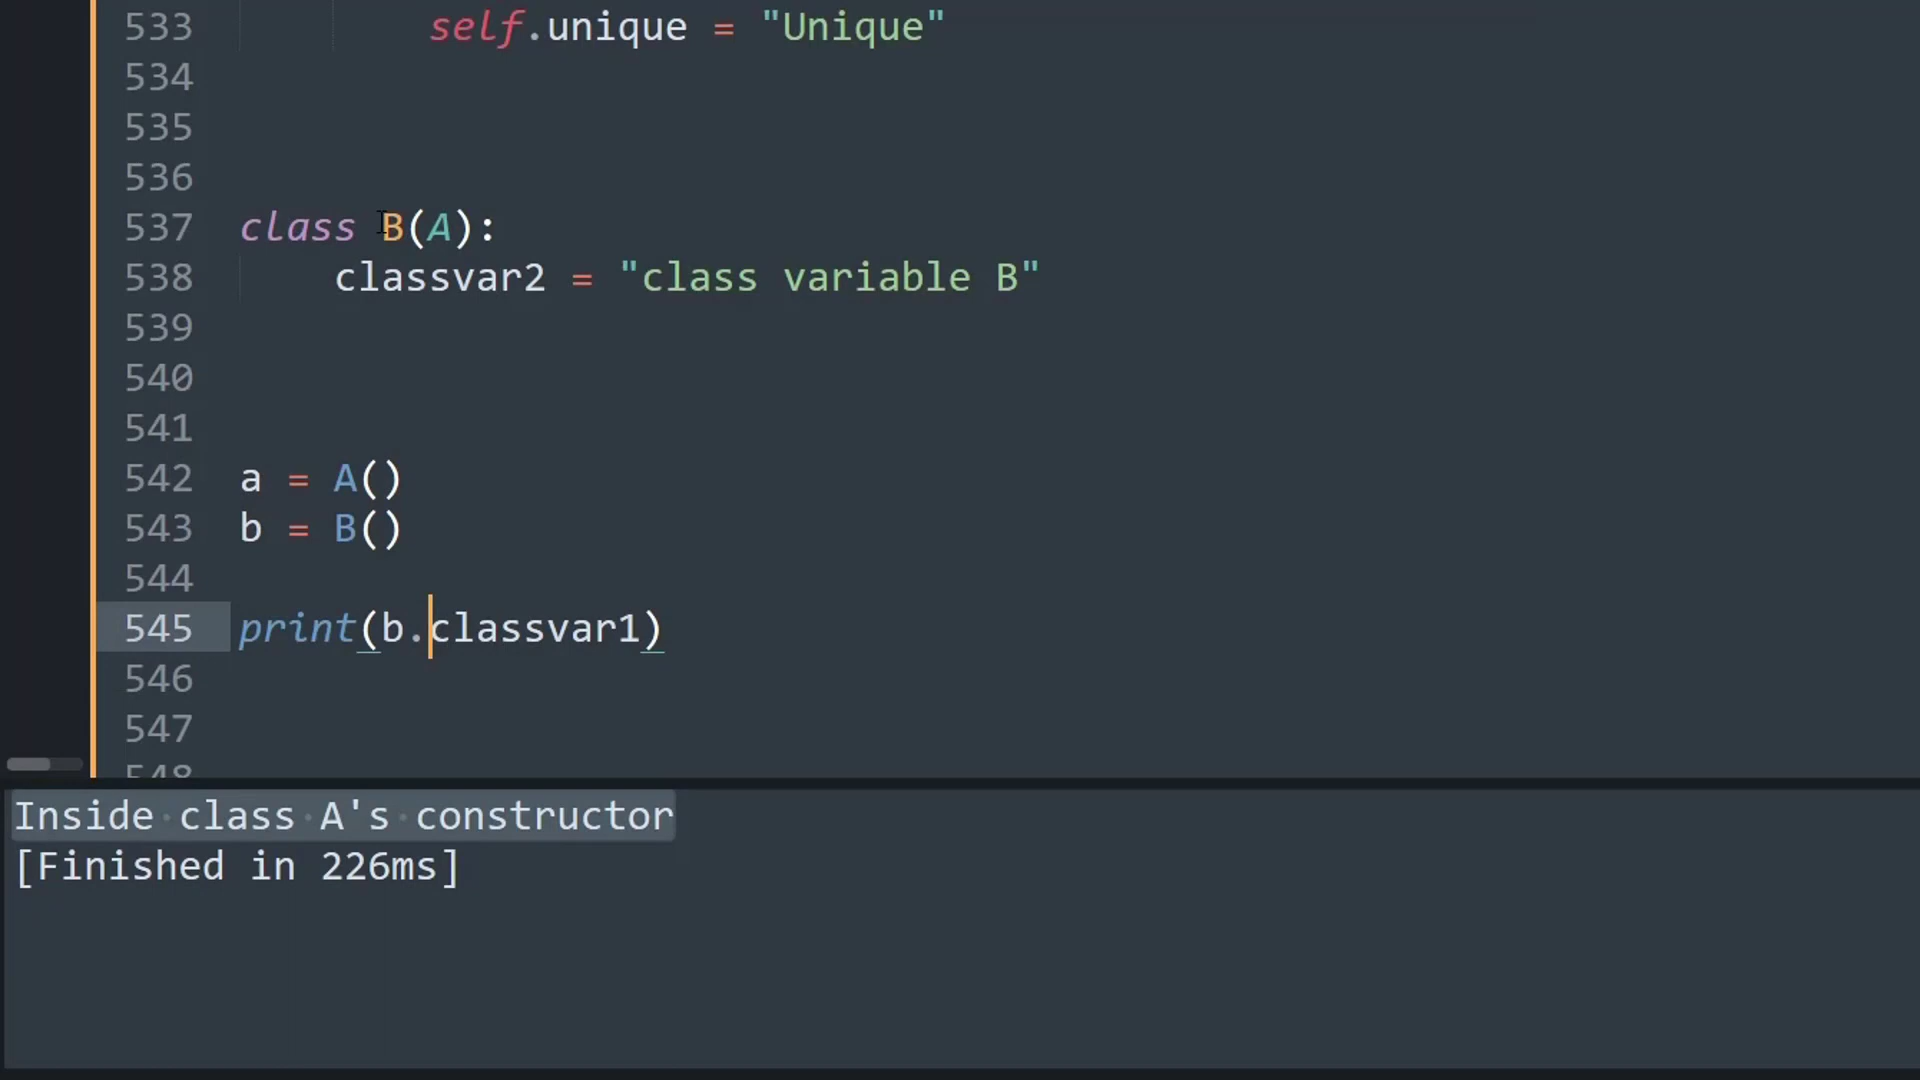 533 self.unique = "Unique"
534
535
536
537 class B(A):
538 classvar2 = "class variable B"
539
540
541
542 a = A()
543 b = B()
544
545 print(b.classvar1)
546
547
548
Inside class A's constructor
[Finished in 226ms]